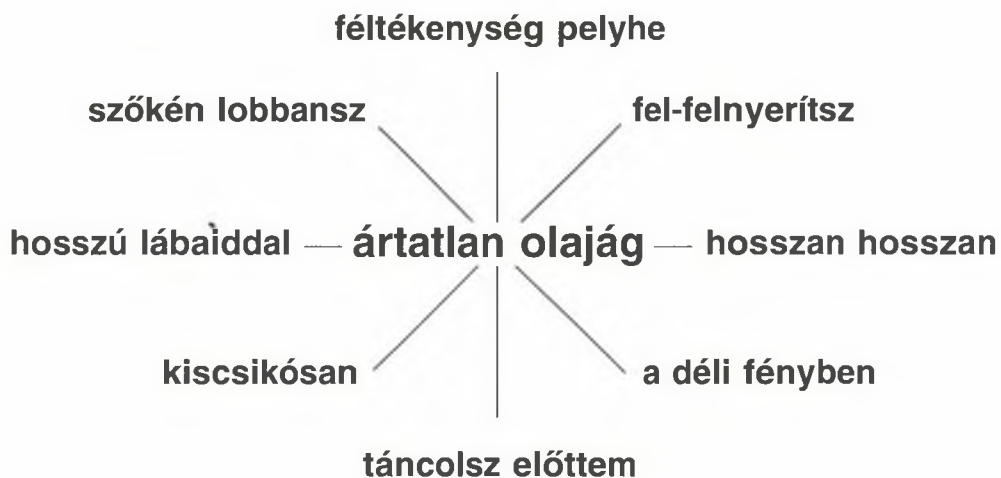 féltékenység pelyhe
szőkén lobbansz
fel-felnyerítsz
hosszú lábaiddal — ártatlan olajág — hosszan hosszan
kiscsikósan
a déli fényben
táncolsz előttem